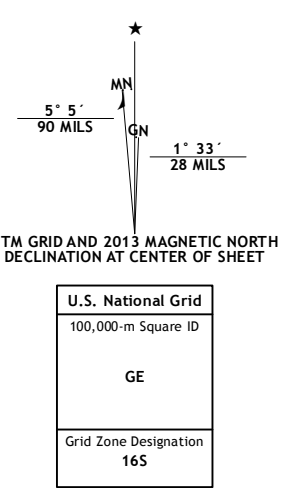 ★
MN
GN
5° 5´
90 MILS
1° 33´
28 MILS
TM GRID AND 2013 MAGNETIC NORTH
DECLINATION AT CENTER OF SHEET
U.S. National Grid
100,000-m Square ID
GE
Grid Zone Designation
16S